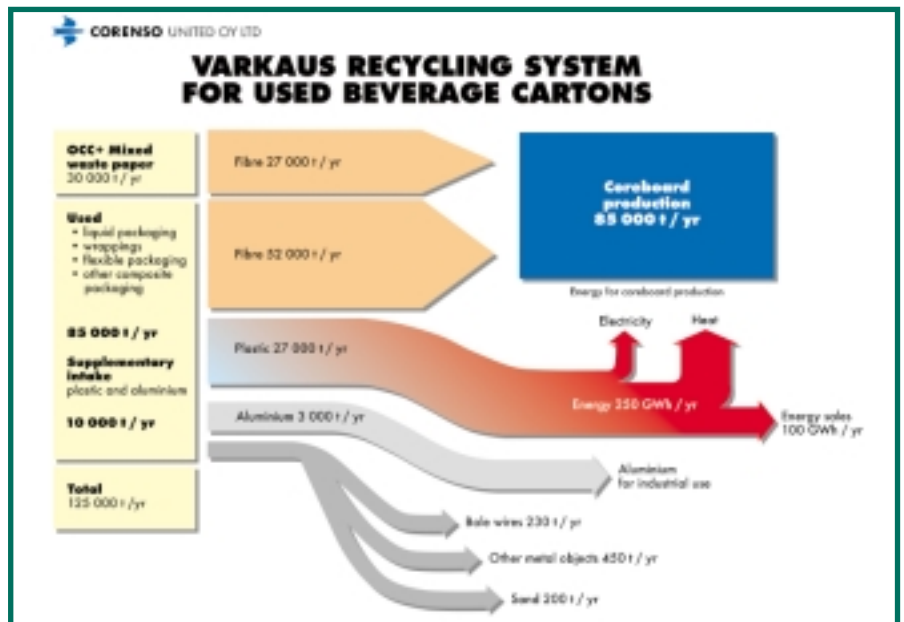 CORENSO UNITED OY LTD
VARKAUS RECYCLING SYSTEM
FOR USED BEVERAGE CARTONS
OCC+ Mixed
waste paper
30 000 t / yr
Fibre 27 000 t / yr
Coreboard
production
85 000 t / yr
Used
• liquid packaging
• wrappings
• flexible packaging
• other composite
packaging
Fibre 52 000 t / yr
Energy for coreboard production
Electricity
Heat
85 000 t / yr
Plastic 27 000 t / yr
Supplementary
intake
plastic and aluminium
10 000 t / yr
Energy 250 GWh / yr
Energy sales
100 GWh / yr
Aluminium 3 000 t / yr
Aluminium
for industrial use
Total
125 000 t /yr
Bale wires 230 t / yr
Other metal objects 450 t / yr
Sand 200 t / yr